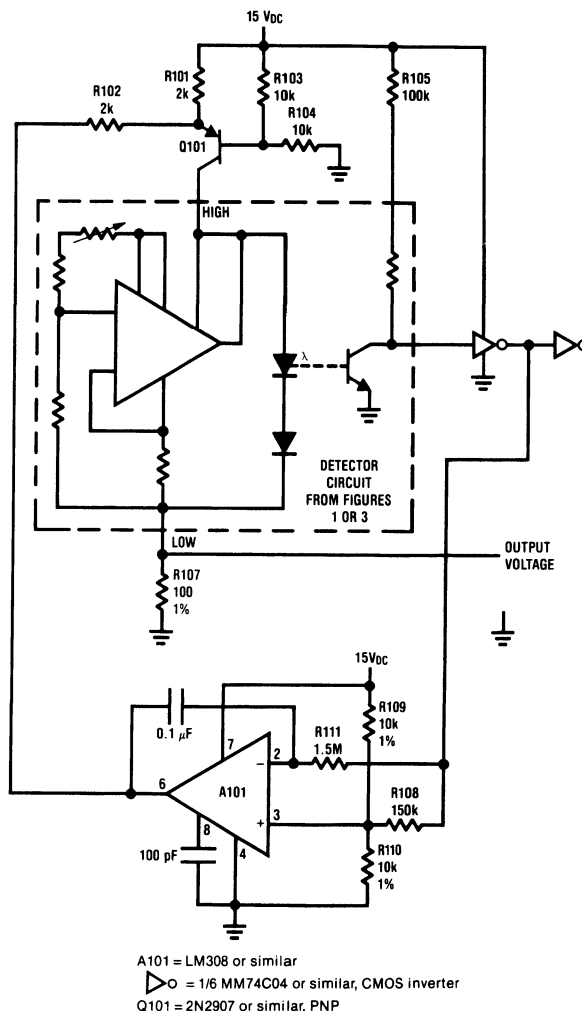 15 VDC
R101
2k
R102
2k
R103
10k
R104
10k
R105
100k
Q101
HIGH
λ
DETECTOR
CIRCUIT
FROM FIGURES
1 OR 3
LOW
OUTPUT
VOLTAGE
R107
100
1%
15VDC
R109
10k
1%
0.1 μF
7
R111
1.5M
2
−
6
A101
R108
150k
3
+
8
4
100 pF
R110
10k
1%
A101 = LM308 or similar
= 1/6 MM74C04 or similar, CMOS inverter
Q101 = 2N2907 or similar, PNP